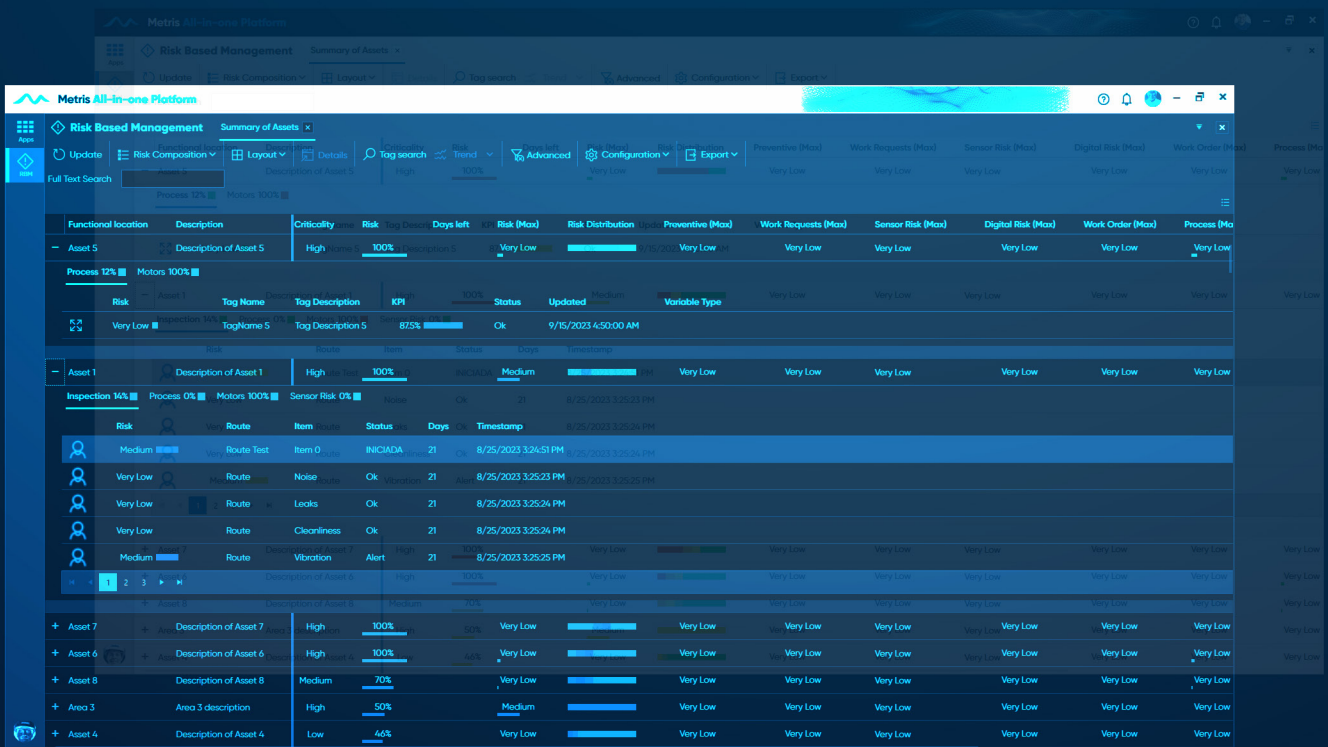 Metris All-in-one Platform
Apps
Risk Based Management Summary of Assets
RBM
Update Risk Composition Layout Details Tag search Trend Advanced Configuration Export
Full Text Search
Functional location Description Criticality Risk Days left Risk (Max) Risk Distribution Preventive (Max) Work Requests (Max) Sensor Risk (Max) Digital Risk (Max) Work Order (Max) Process (Ma
− Asset 5 Description of Asset 5 High 100% Very Low Very Low Very Low Very Low Very Low Very Low Very Low
Process 12% Motors 100%
Risk Tag Name Tag Description KPI Status Updated Variable Type
Very Low TagName 5 Tag Description 5 87.5% Ok 9/15/2023 4:50:00 AM
− Asset 1 Description of Asset 1 High 100% Medium Very Low Very Low Very Low Very Low Very Low Very Low
Inspection 14% Process 0% Motors 100% Sensor Risk 0%
Risk Route Item Status Days Timestamp
Medium Route Test Item 0 INICIADA 21 8/25/2023 3:24:51 PM
Very Low Route Noise Ok 21 8/25/2023 3:25:23 PM
Very Low Route Leaks Ok 21 8/25/2023 3:25:24 PM
Very Low Route Cleanliness Ok 21 8/25/2023 3:25:24 PM
Medium Route Vibration Alert 21 8/25/2023 3:25:25 PM
1 2 3
+ Asset 7 Description of Asset 7 High 100% Very Low Very Low Very Low Very Low Very Low Very Low Very Low
+ Asset 6 Description of Asset 6 High 100% Very Low Very Low Very Low Very Low Very Low Very Low Very Low
+ Asset 8 Description of Asset 8 Medium 70% Very Low Very Low Very Low Very Low Very Low Very Low Very Low
+ Area 3 Area 3 description High 50% Medium Very Low Very Low Very Low Very Low Very Low Very Low
+ Asset 4 Description of Asset 4 Low 46% Very Low Very Low Very Low Very Low Very Low Very Low Very Low